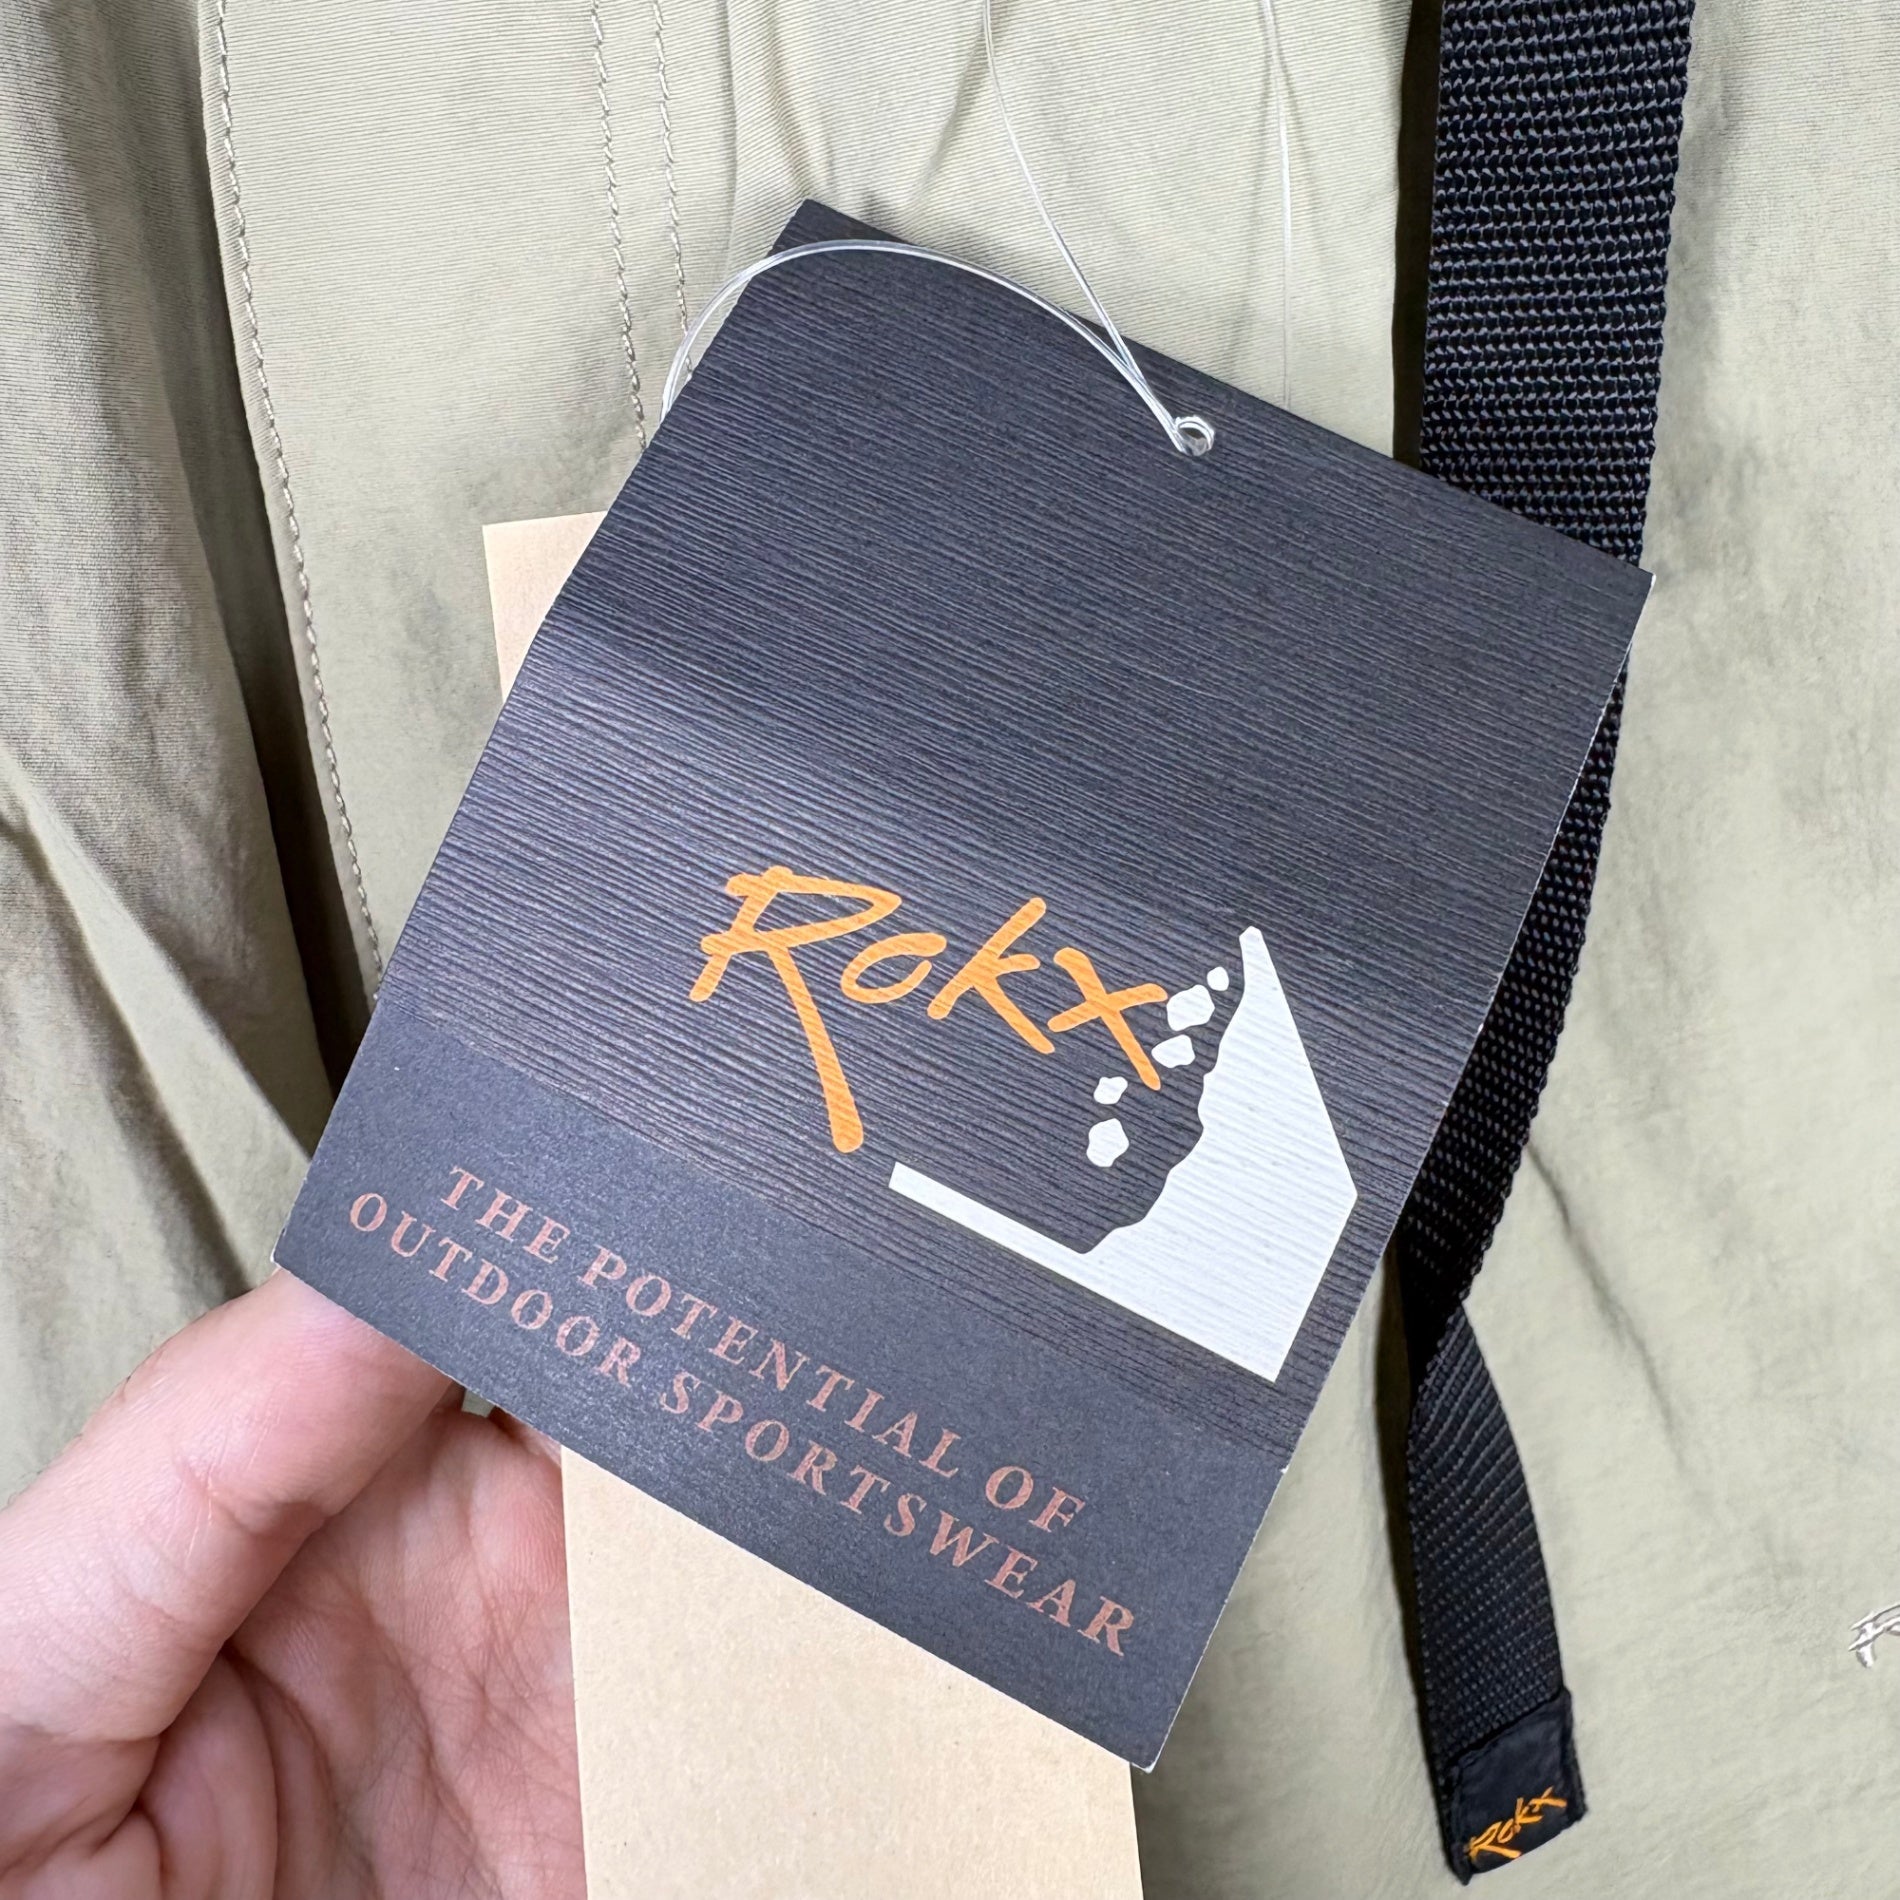 Rokx
THE POTENTIAL OF
OUTDOOR SPORTSWEAR
Rokx